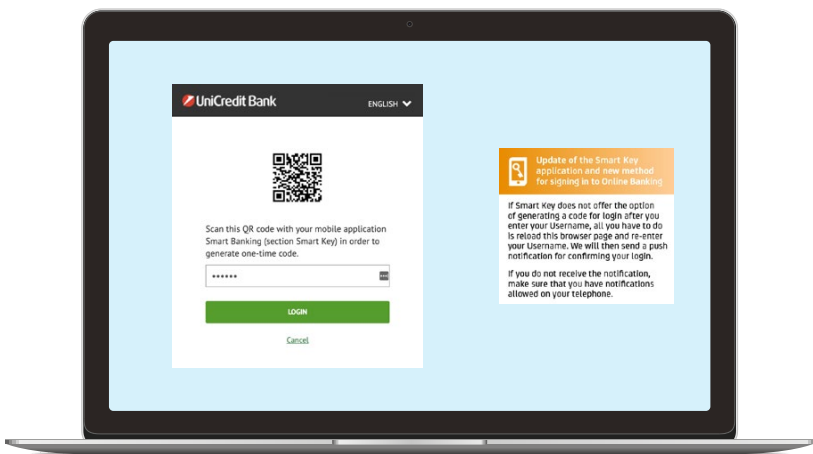 UniCredit Bank
ENGLISH
Scan this QR code with your mobile application
Smart Banking (section Smart Key) in order to
generate one-time code.
••••••
LOGIN
Cancel
Update of the Smart Key
application and new method
for signing in to Online Banking
If Smart Key does not offer the option
of generating a code for login after you
enter your Username, all you have to do
is reload this browser page and re-enter
your Username. We will then send a push
notification for confirming your login.
If you do not receive the notification,
make sure that you have notifications
allowed on your telephone.